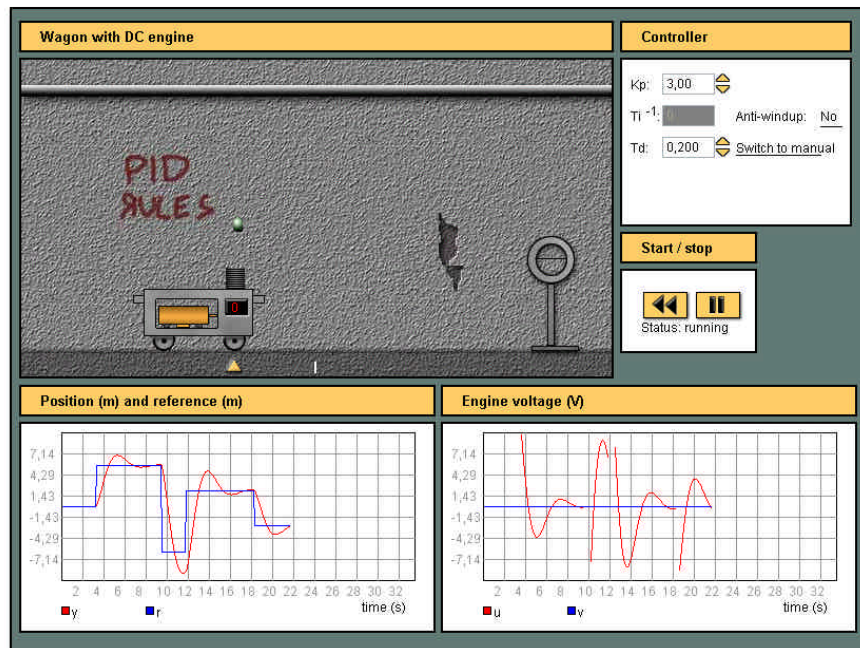 Wagon with DC engine
Controller
Kp: 3,00
Ti -1: 0 Anti-windup: No
Td: 0,200 Switch to manual
PID
RULES
0
Start / stop
Status: running
Position (m) and reference (m)
Engine voltage (V)
7,14
4,29
1,43
-1,43
-4,29
-7,14
2 4 6 8 10 12 14 16 18 20 22 24 26 28 30 32
time (s)
y r
7,14
4,29
1,43
-1,43
-4,29
-7,14
2 4 6 8 10 12 14 16 18 20 22 24 26 28 30 32
time (s)
u v